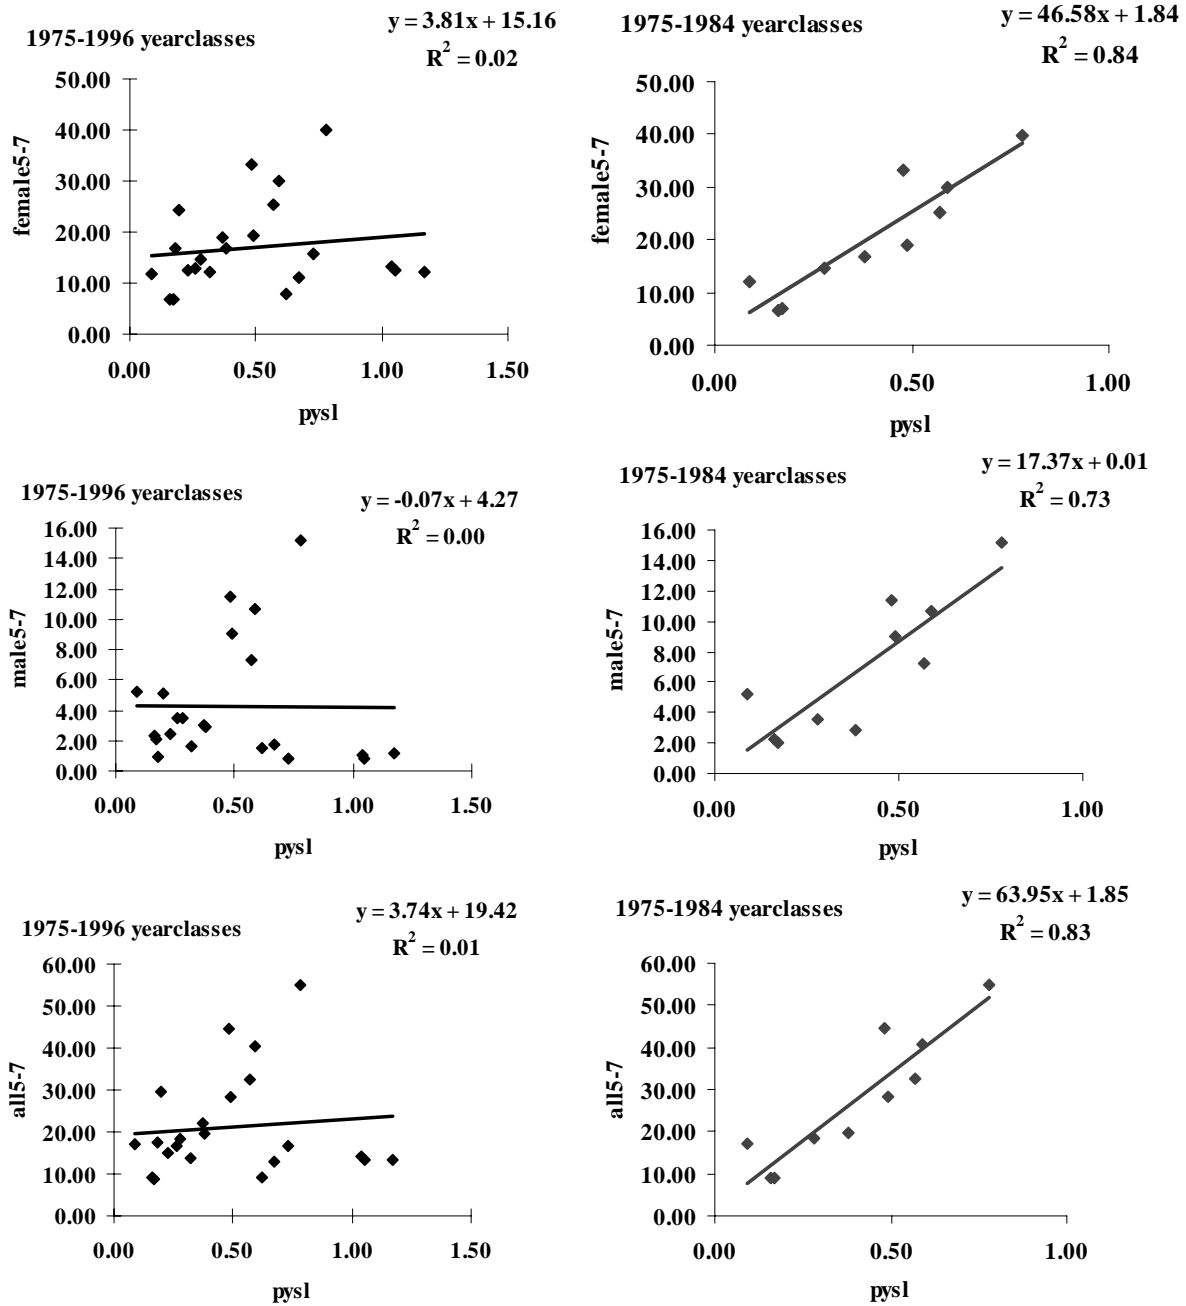 1975-1996 yearclasses
y = 3.81x + 15.16
R² = 0.02
50.00
40.00
30.00
20.00
10.00
0.00
female5-7
0.00 0.50 1.00 1.50
pysl
1975-1984 yearclasses
y = 46.58x + 1.84
R² = 0.84
50.00
40.00
30.00
20.00
10.00
0.00
female5-7
0.00 0.50 1.00
pysl
1975-1996 yearclasses
y = -0.07x + 4.27
R² = 0.00
16.00
14.00
12.00
10.00
8.00
6.00
4.00
2.00
0.00
male5-7
0.00 0.50 1.00 1.50
pysl
1975-1984 yearclasses
y = 17.37x + 0.01
R² = 0.73
16.00
14.00
12.00
10.00
8.00
6.00
4.00
2.00
0.00
male5-7
0.00 0.50 1.00
pysl
1975-1996 yearclasses
y = 3.74x + 19.42
R² = 0.01
60.00
50.00
40.00
30.00
20.00
10.00
0.00
all5-7
0.00 0.50 1.00 1.50
pysl
1975-1984 yearclasses
y = 63.95x + 1.85
R² = 0.83
60.00
50.00
40.00
30.00
20.00
10.00
0.00
all5-7
0.00 0.50 1.00
pysl